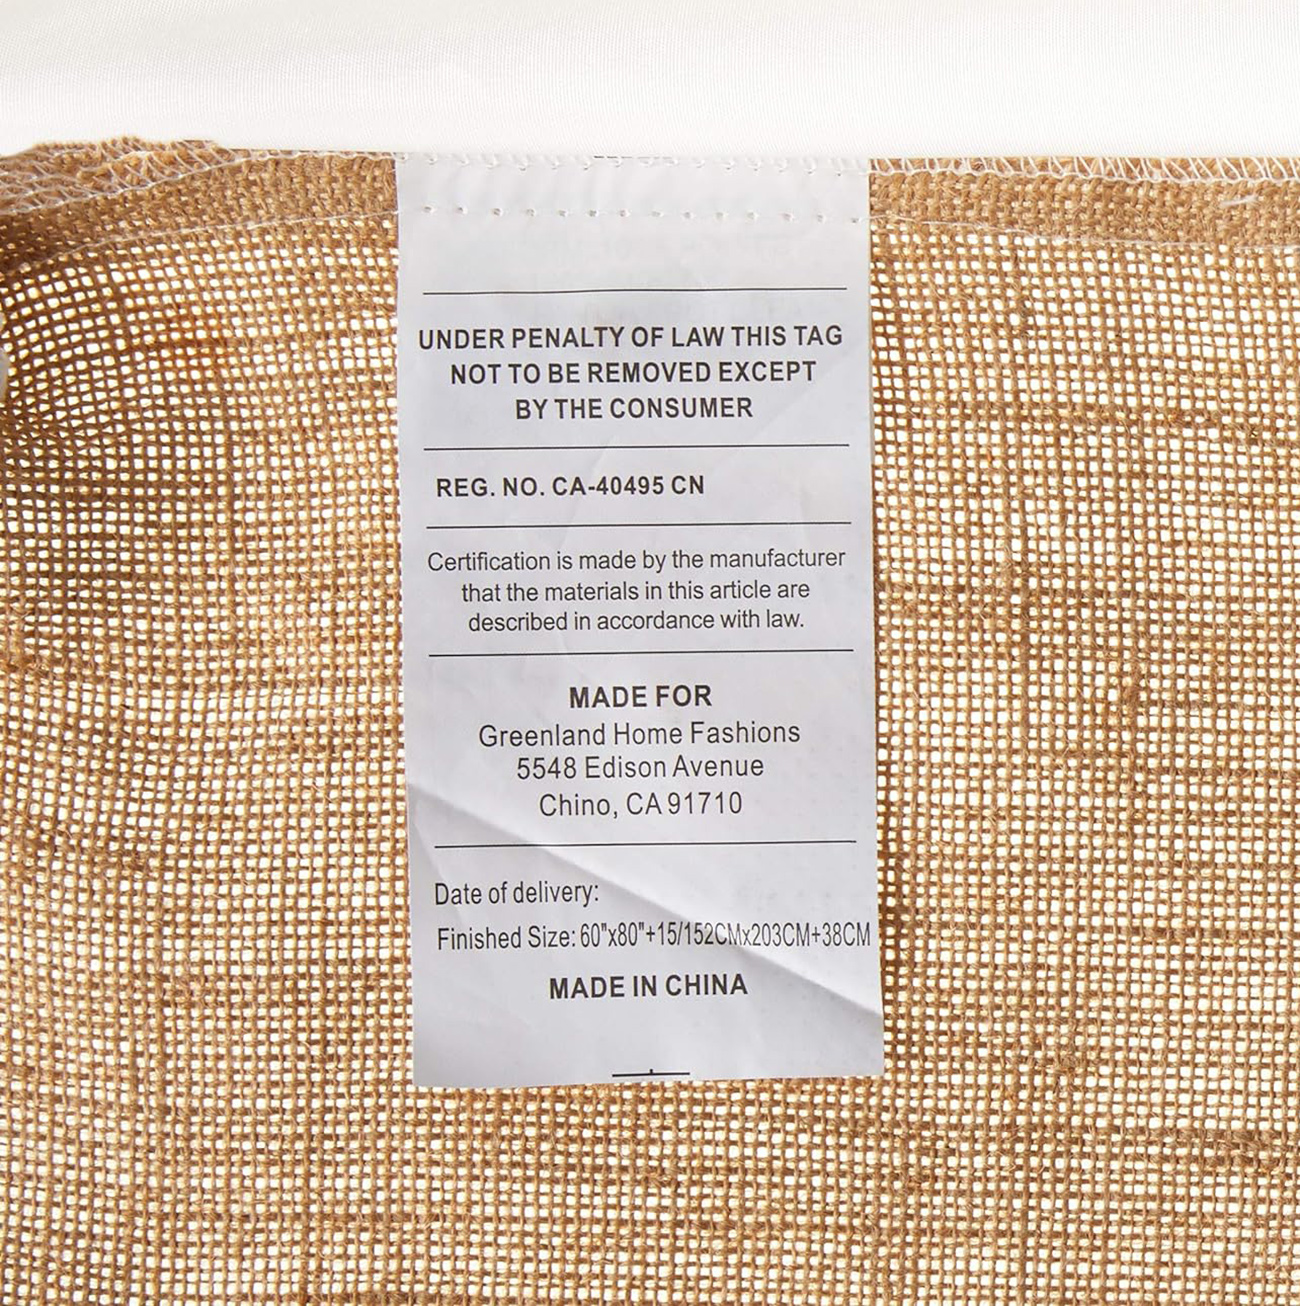 UNDER PENALTY OF LAW THIS TAG
NOT TO BE REMOVED EXCEPT
BY THE CONSUMER
REG. NO. CA-40495 CN
Certification is made by the manufacturer
that the materials in this article are
described in accordance with law.
MADE FOR
Greenland Home Fashions
5548 Edison Avenue
Chino, CA 91710
Date of delivery:
Finished Size: 60"x80"+15/152CMx203CM+38CM
MADE IN CHINA